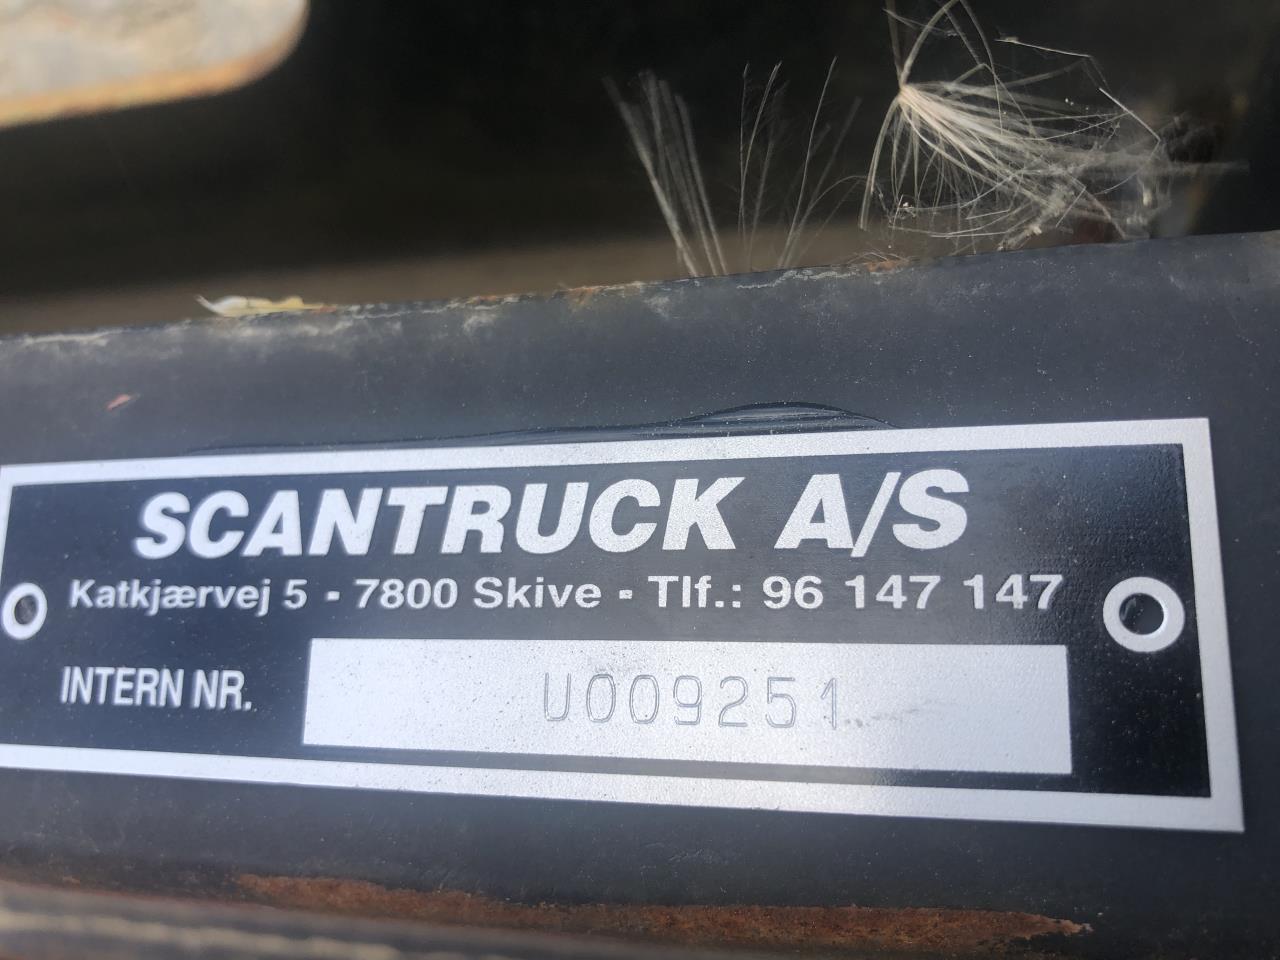 SCANTRUCK A/S
Katkjærvej 5 - 7800 Skive - Tlf.: 96 147 147
INTERN NR. U009251